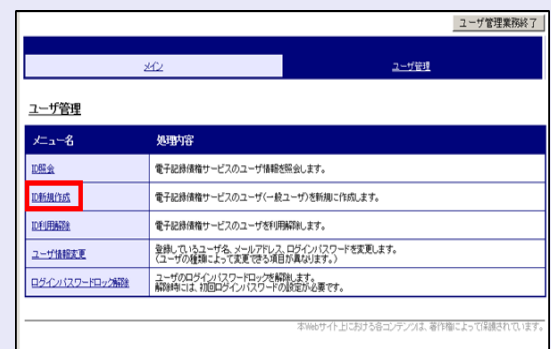 ユーザ管理業務終了
メイン ユーザ管理
ユーザ管理
メニュー名 処理内容
ID照会 電子記録債権サービスのユーザ情報を照会します。
ID新規作成 電子記録債権サービスのユーザ(一般ユーザ)を新規に作成します。
ID利用解除 電子記録債権サービスのユーザを利用解除します。
ユーザ情報変更 登録しているユーザ名、メールアドレス、ログインパスワードを変更します。
(ユーザの種類によって変更できる項目が異なります。)
ログインパスワードロック解除 ユーザのログインパスワードロックを解除します。
解除時には、初回ログインパスワードの設定が必要です。
本Webサイト上における各コンテンツは、著作権によって保護されています。